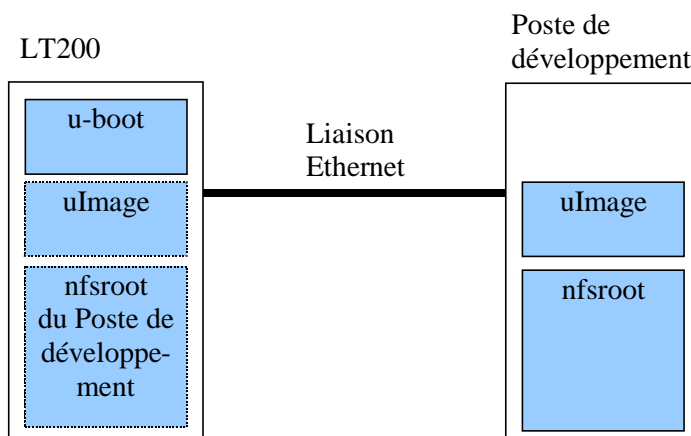 LT200
u-boot
uImage
nfsroot
du Poste de
développe-
ment
Liaison
Ethernet
Poste de
développement
uImage
nfsroot